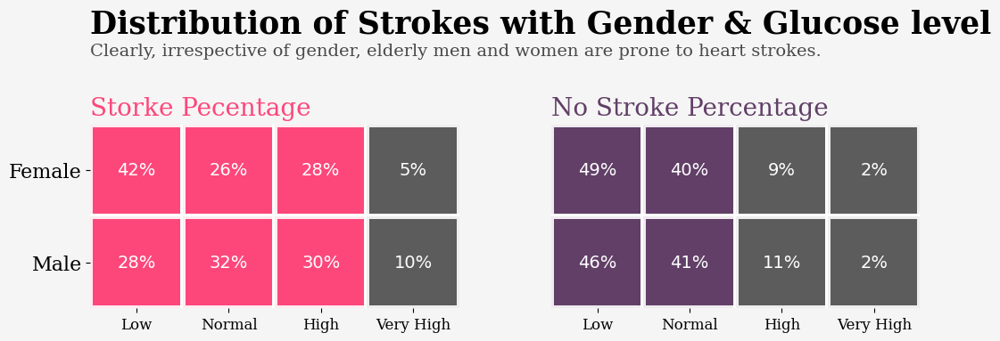 Distribution of Strokes with Gender & Glucose level
Clearly, irrespective of gender, elderly men and women are prone to heart strokes.
Storke Pecentage
No Stroke Percentage
Female 42% 26% 28% 5% 49% 40% 9% 2%
Male 28% 32% 30% 10% 46% 41% 11% 2%
Low Normal High Very High Low Normal High Very High